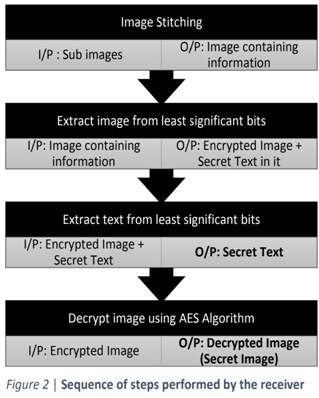 Image Stitching
I/P : Sub images
O/P: Image containing
information
Extract image from least significant bits
I/P: Image containing
information
O/P: Encrypted Image +
Secret Text in it
Extract text from least significant bits
I/P: Encrypted Image +
Secret Text
O/P: Secret Text
Decrypt image using AES Algorithm
I/P: Encrypted Image
O/P: Decrypted Image
(Secret Image)
Figure 2 | Sequence of steps performed by the receiver